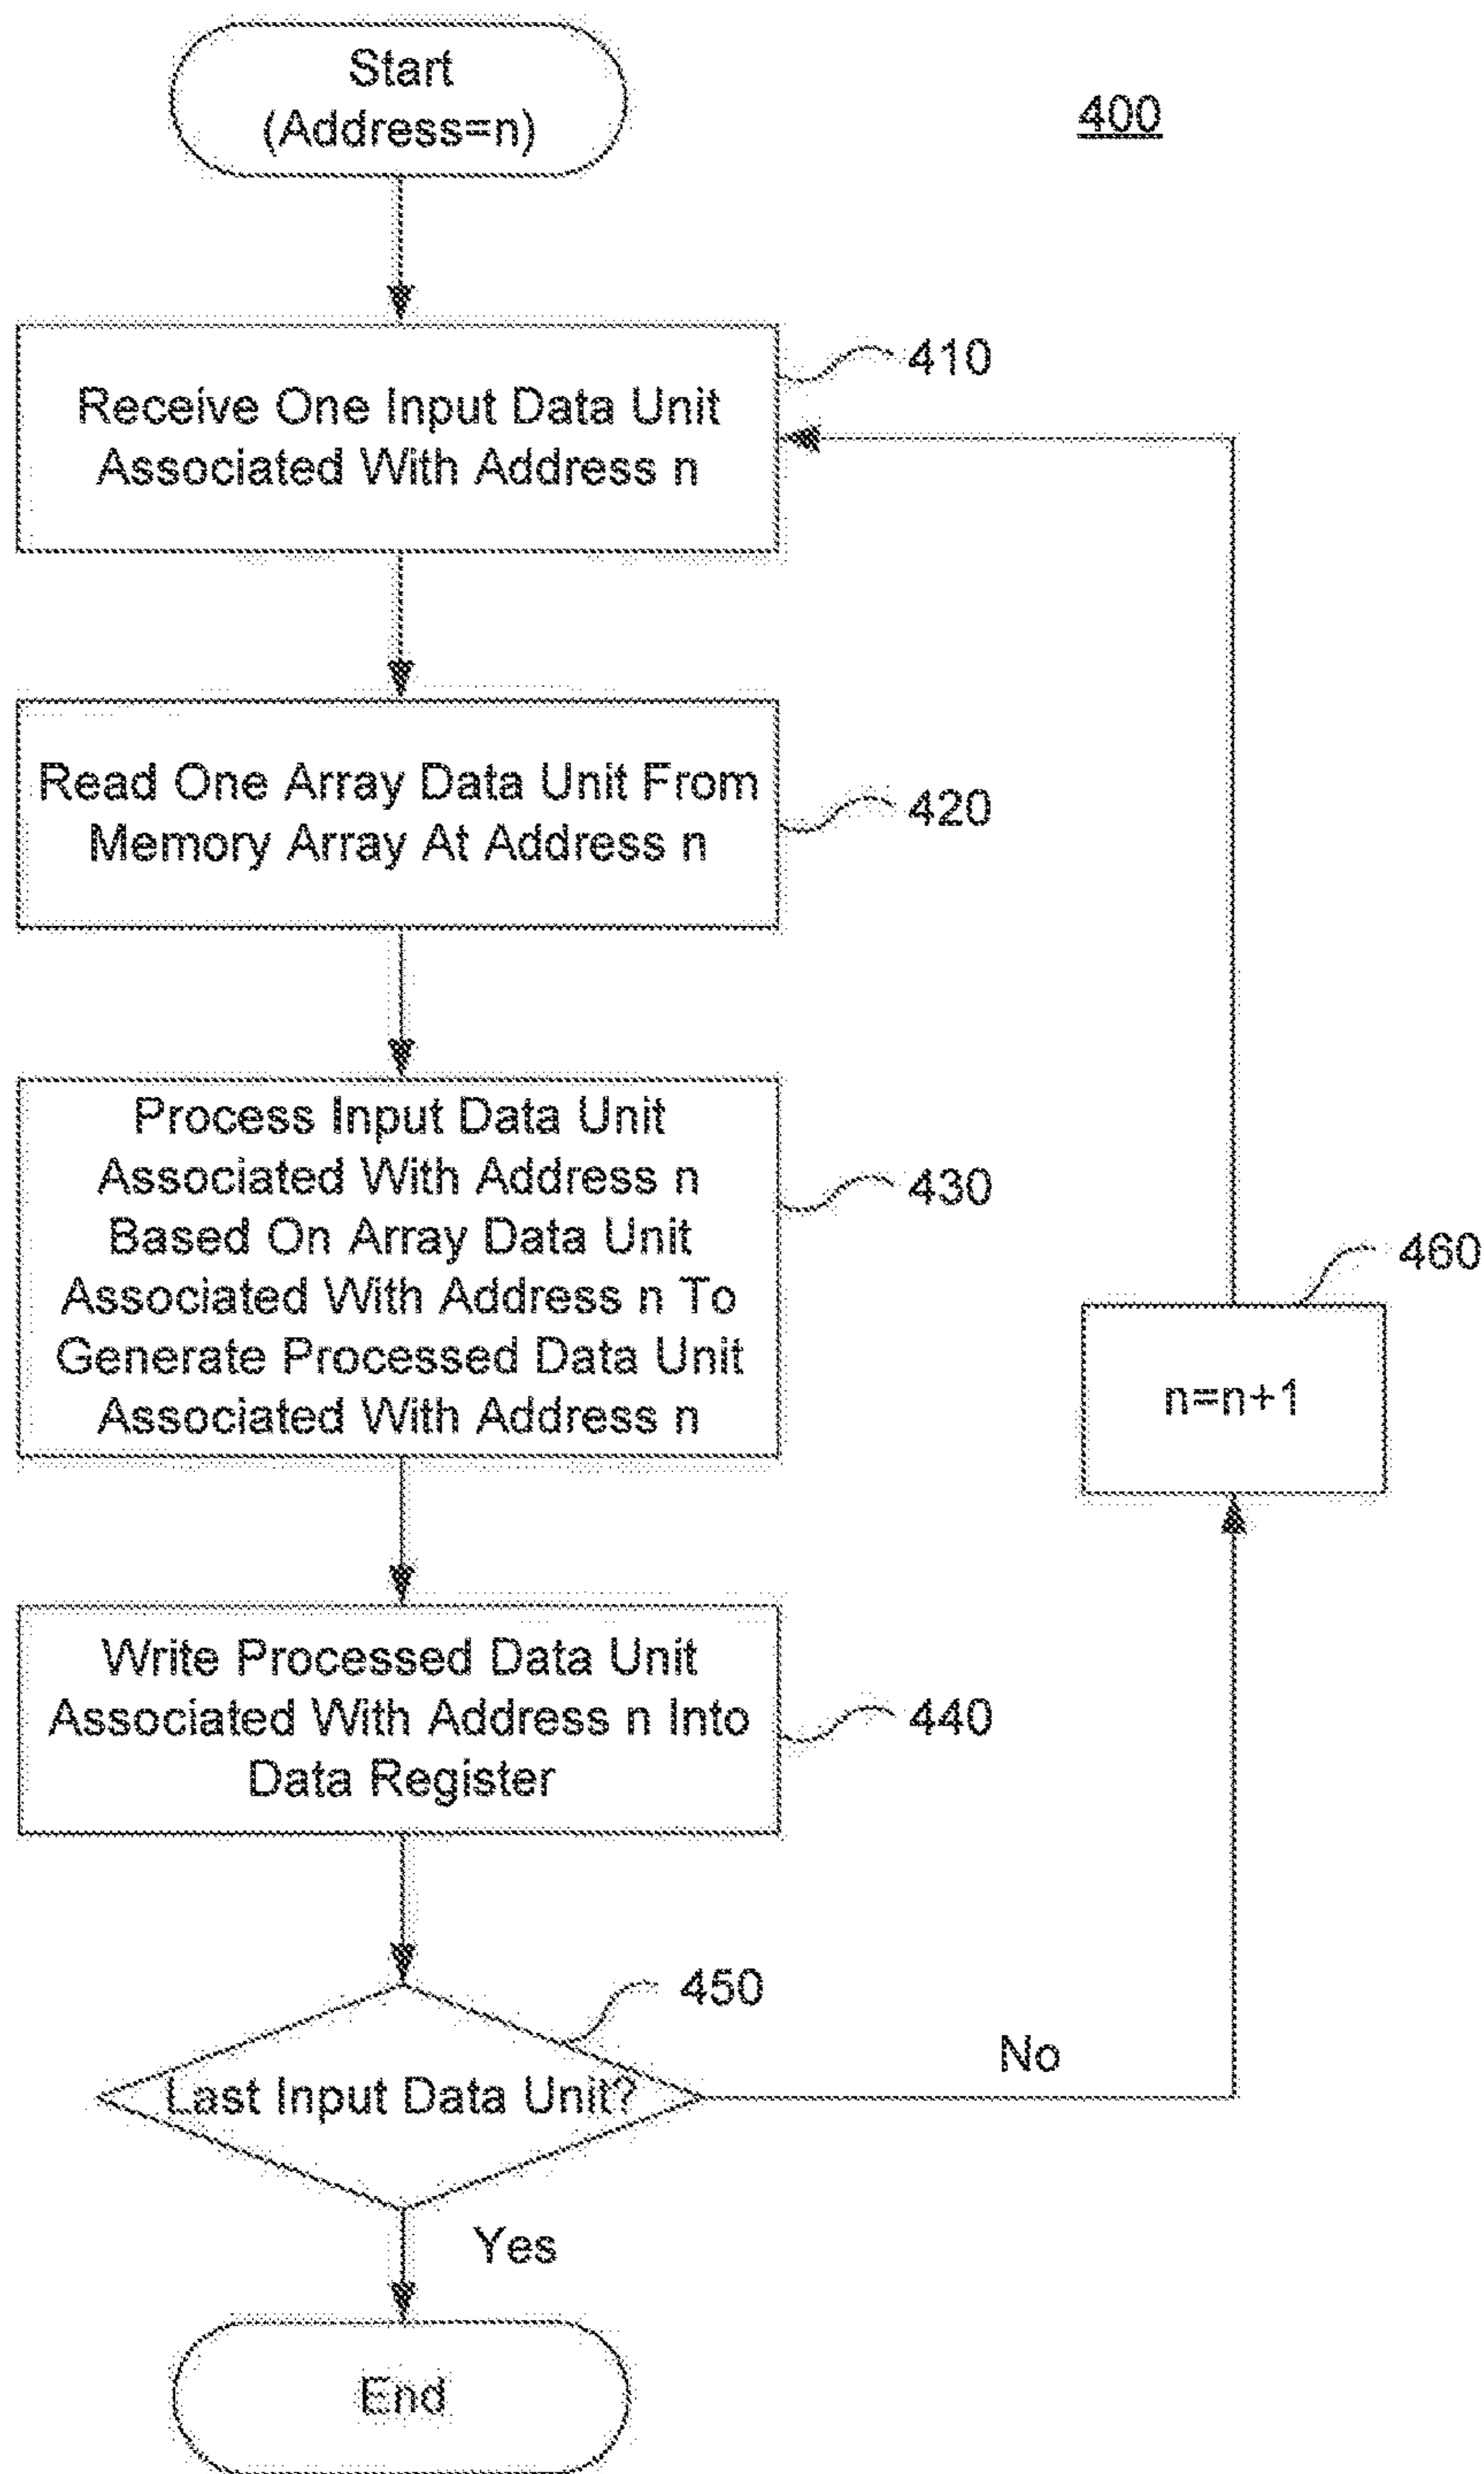 Start
(Address=n)
400
Receive One Input Data Unit
Associated With Address n
410
Read One Array Data Unit From
Memory Array At Address n
420
Process Input Data Unit
Associated With Address n
Based On Array Data Unit
Associated With Address n To
Generate Processed Data Unit
Associated With Address n
430
460
n=n+1
Write Processed Data Unit
Associated With Address n Into
Data Register
440
450
Last Input Data Unit?
No
Yes
End